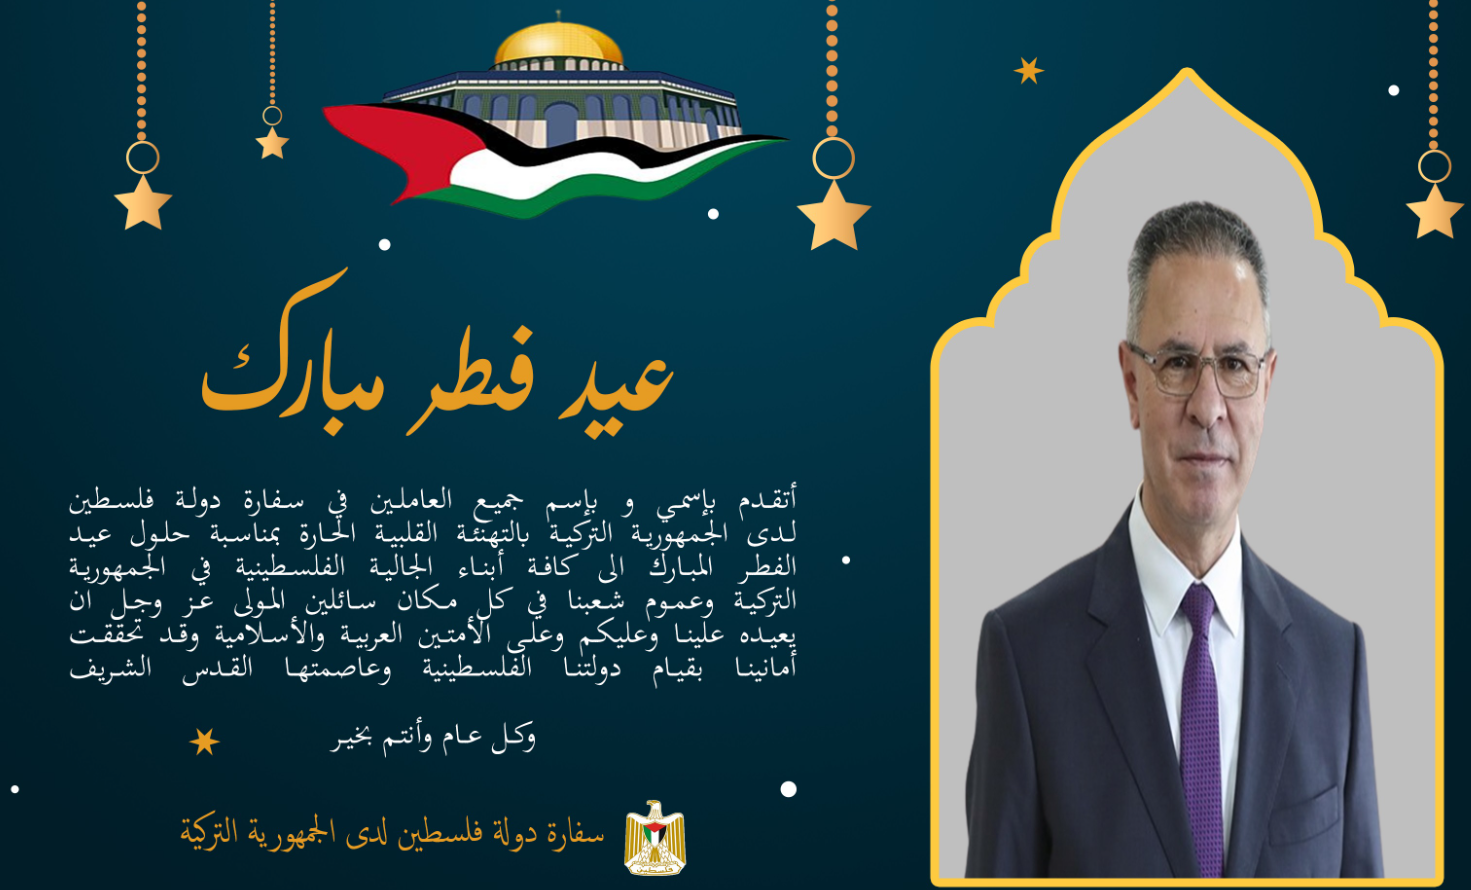 عيد فطر مبارك
أتقدم بإسمي و بإسم جميع العاملين في سفارة دولة فلسطين
لدى الجمهورية التركية بالتهنئة القلبية الحارة بمناسبة حلول عيد
الفطر المبارك الى كافة أبناء الجالية الفلسطينية في الجمهورية
التركية وعموم شعبنا في كل مكان سائلين المولى عز وجل ان
يعيده علينا وعليكم وعلى الأمتين العربية والأسلامية وقد تحققت
أمانينا بقيام دولتنا الفلسطينية وعاصمتها القدس الشريف
وكل عام وأنتم بخير
سفارة دولة فلسطين لدى الجمهورية التركية
فلسطين